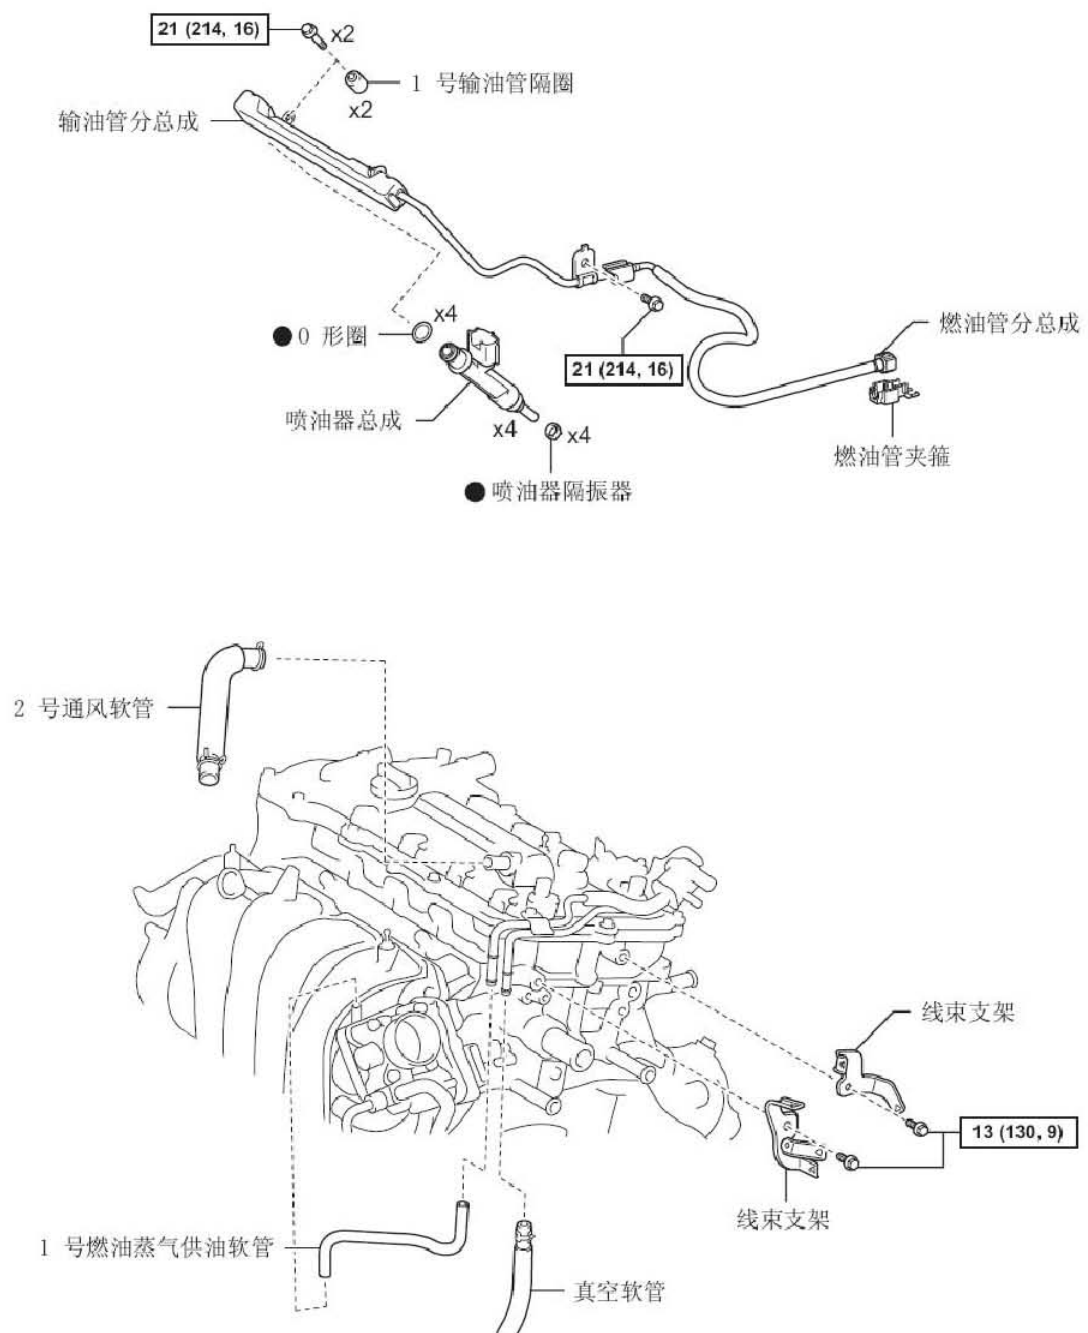 21 (214, 16)
x2
1 号输油管隔圈
x2
输油管分总成
x4
●0 形圈
燃油管分总成
21 (214, 16)
喷油器总成
x4
x4
燃油管夹箍
●喷油器隔振器
2 号通风软管
线束支架
13 (130, 9)
线束支架
1 号燃油蒸气供油软管
真空软管